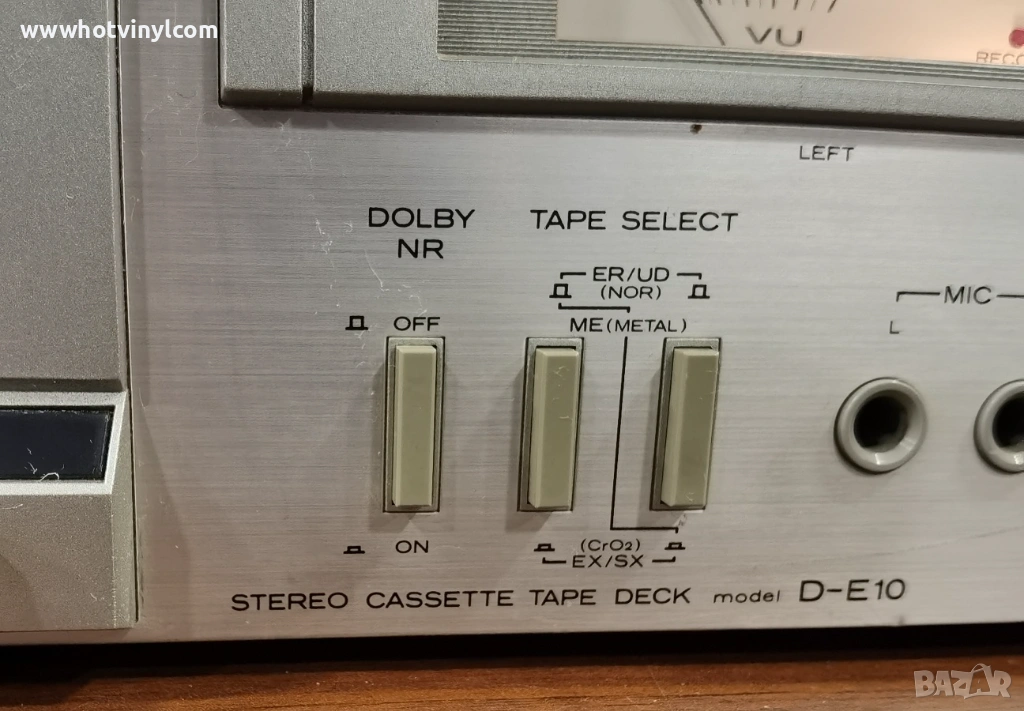 www.hotvinyl.com
VU
LEFT
DOLBY NR
TAPE SELECT
ER/UD
(NOR)
ME(METAL)
OFF
MIC
L
ON
(CrO2)
EX/SX
STEREO CASSETTE TAPE DECK model D-E10
BAZAR